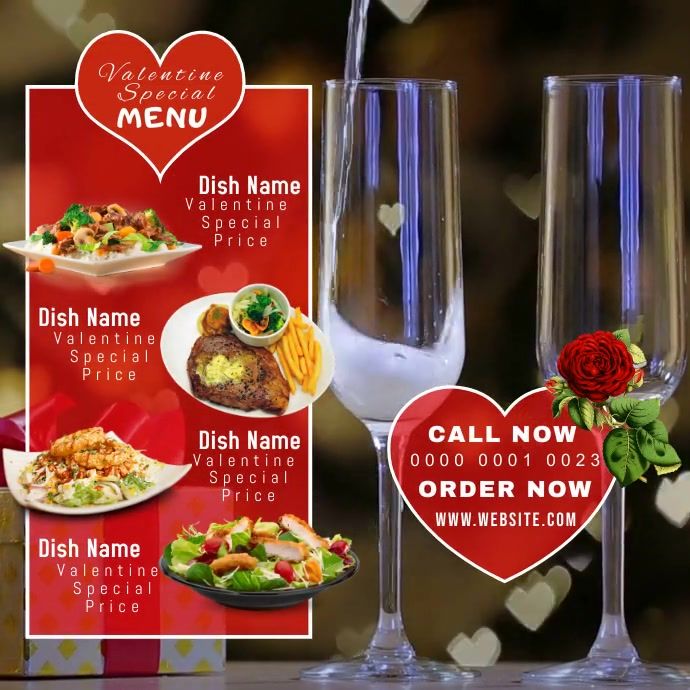 Valentine
Special
MENU
Dish Name
Valentine
Special
Price
Dish Name
Valentine
Special
Price
Dish Name
Valentine
Special
Price
Dish Name
Valentine
Special
Price
CALL NOW
0000 0001 0023
ORDER NOW
WWW.WEBSITE.COM